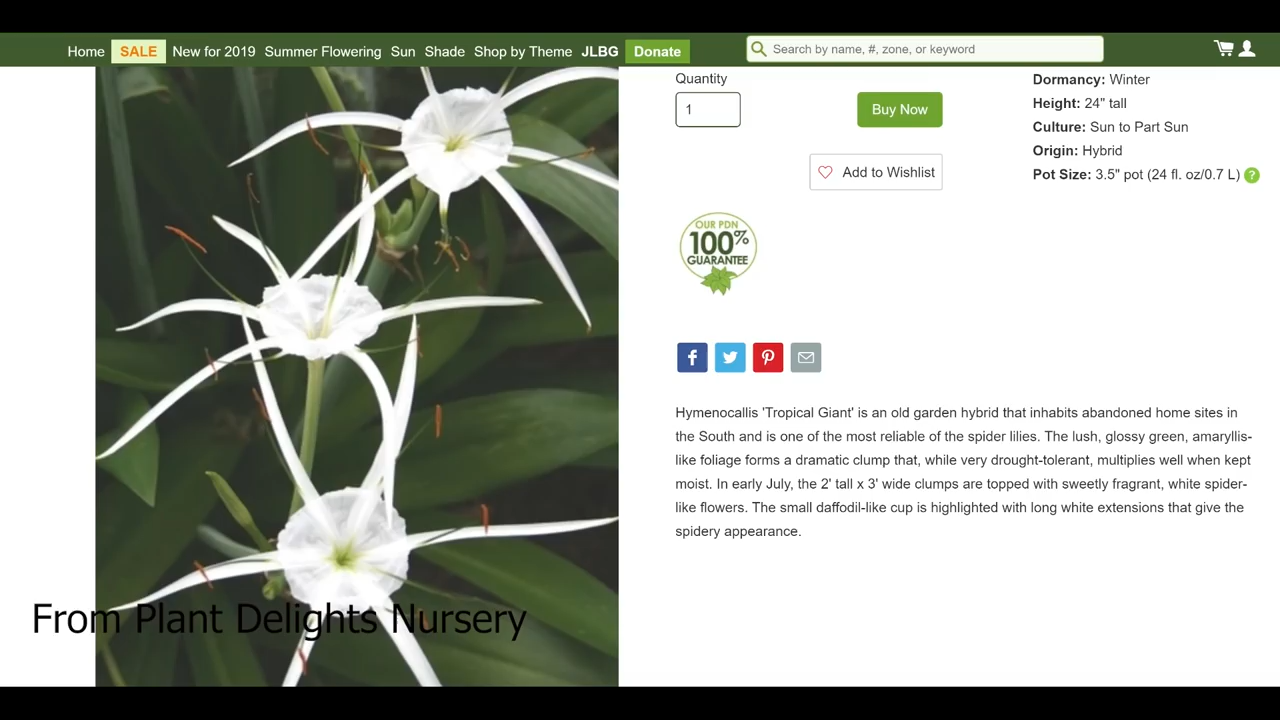 Home SALE New for 2019 Summer Flowering Sun Shade Shop by Theme JLBG Donate Search by name, #, zone, or keyword
Quantity
1
Buy Now
Add to Wishlist
Dormancy: Winter
Height: 24" tall
Culture: Sun to Part Sun
Origin: Hybrid
Pot Size: 3.5" pot (24 fl. oz/0.7 L) ?
OUR PDN
100%
GUARANTEE
Hymenocallis 'Tropical Giant' is an old garden hybrid that inhabits abandoned home sites in
the South and is one of the most reliable of the spider lilies. The lush, glossy green, amaryllis-
like foliage forms a dramatic clump that, while very drought-tolerant, multiplies well when kept
moist. In early July, the 2' tall x 3' wide clumps are topped with sweetly fragrant, white spider-
like flowers. The small daffodil-like cup is highlighted with long white extensions that give the
spidery appearance.
From Plant Delights Nursery